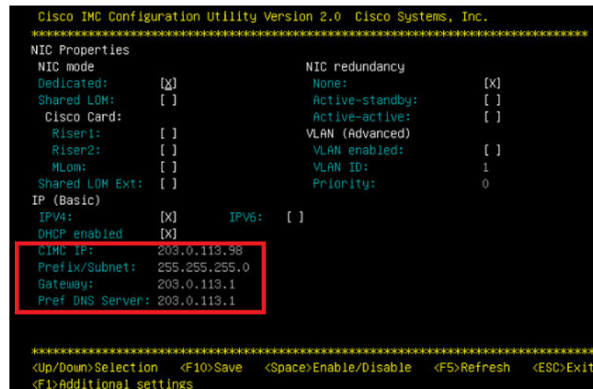 Cisco IMC Configuration Utility Version 2.0 Cisco Systems, Inc.
******************************************************************************
NIC Properties
NIC mode NIC redundancy
Dedicated: [X] None: [X]
Shared LOM: [ ] Active-standby: [ ]
Cisco Card: Active-active: [ ]
Riser1: [ ] VLAN (Advanced)
Riser2: [ ] VLAN enabled: [ ]
MLom: [ ] VLAN ID: 1
Shared LOM Ext: [ ] Priority: 0
IP (Basic)
IPV4: [X] IPV6: [ ]
DHCP enabled [X]
CIMC IP: 203.0.113.98
Prefix/Subnet: 255.255.255.0
Gateway: 203.0.113.1
Pref DNS Server: 203.0.113.1
******************************************************************************
<Up/Down>Selection <F10>Save <Space>Enable/Disable <F5>Refresh <ESC>Exit
<F1>Additional settings